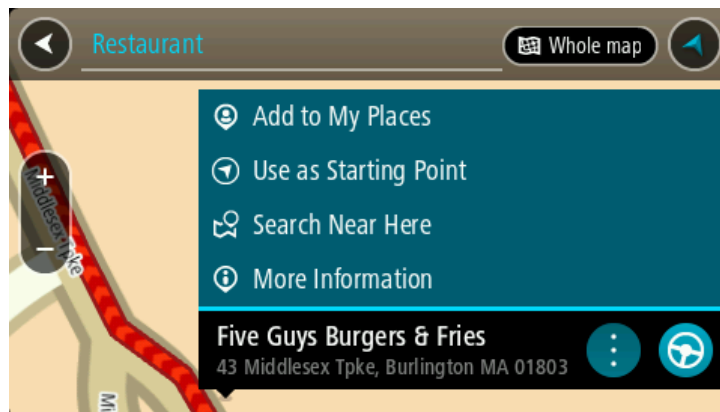 Restaurant
Whole map
Add to My Places
Use as Starting Point
Search Near Here
More Information
Five Guys Burgers & Fries
43 Middlesex Tpke, Burlington MA 01803
+
Middlesex Tpke
−
Mi